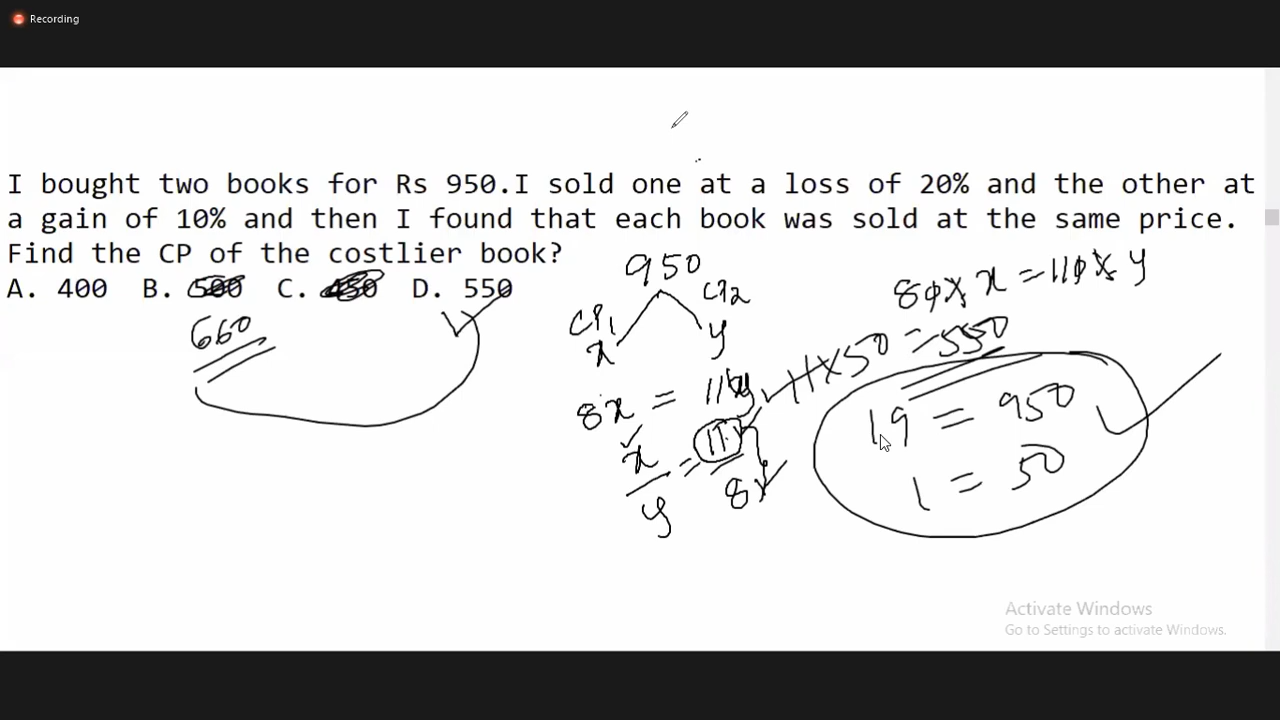 Recording
I bought two books for Rs 950.I sold one at a loss of 20% and the other at
a gain of 10% and then I found that each book was sold at the same price.
Find the CP of the costlier book?
A. 400 B. 500 C. 450 D. 550
660
950
CP1 CP2
x y
80% x = 110% y
8x = 11y
x/y = 11/8
11x50 = 550
19 = 950
1 = 50
Activate Windows
Go to Settings to activate Windows.